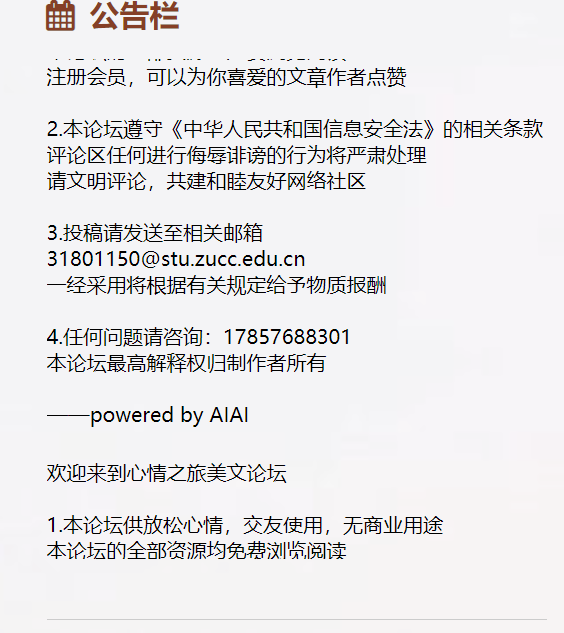 公告栏
注册会员，可以为你喜爱的文章作者点赞
2.本论坛遵守《中华人民共和国信息安全法》的相关条款
评论区任何进行侮辱诽谤的行为将严肃处理
请文明评论，共建和睦友好网络社区
3.投稿请发送至相关邮箱
31801150@stu.zucc.edu.cn
一经采用将根据有关规定给予物质报酬
4.任何问题请咨询：17857688301
本论坛最高解释权归制作者所有
——powered by AIAI
欢迎来到心情之旅美文论坛
1.本论坛供放松心情，交友使用，无商业用途
本论坛的全部资源均免费浏览阅读